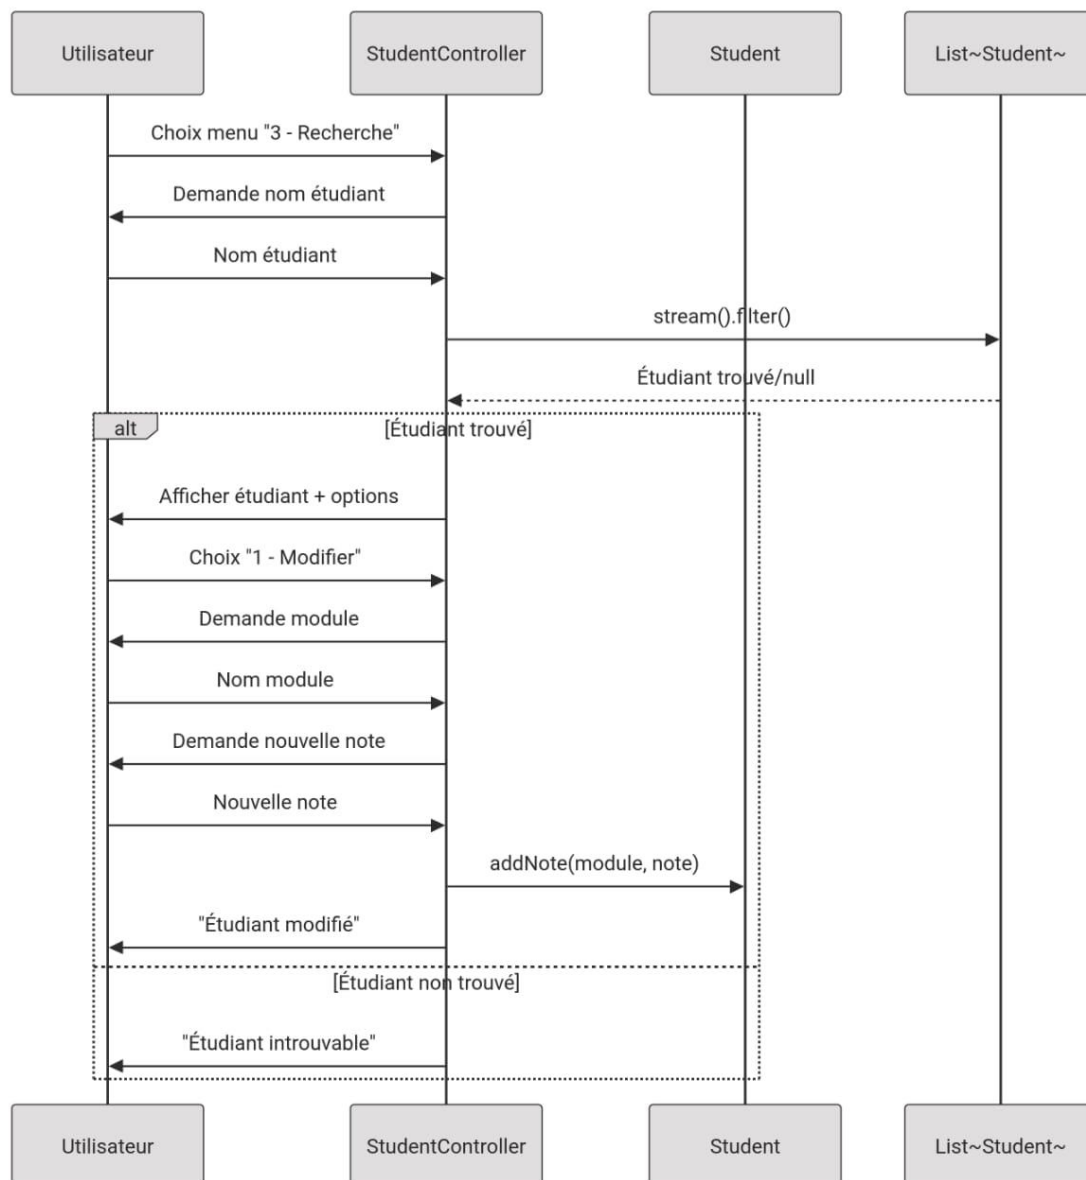 Utilisateur
StudentController
Student
List~Student~
Choix menu "3 - Recherche"
Demande nom étudiant
Nom étudiant
stream().filter()
Étudiant trouvé/null
alt
[Étudiant trouvé]
Afficher étudiant + options
Choix "1 - Modifier"
Demande module
Nom module
Demande nouvelle note
Nouvelle note
addNote(module, note)
"Étudiant modifié"
[Étudiant non trouvé]
"Étudiant introuvable"
Utilisateur
StudentController
Student
List~Student~